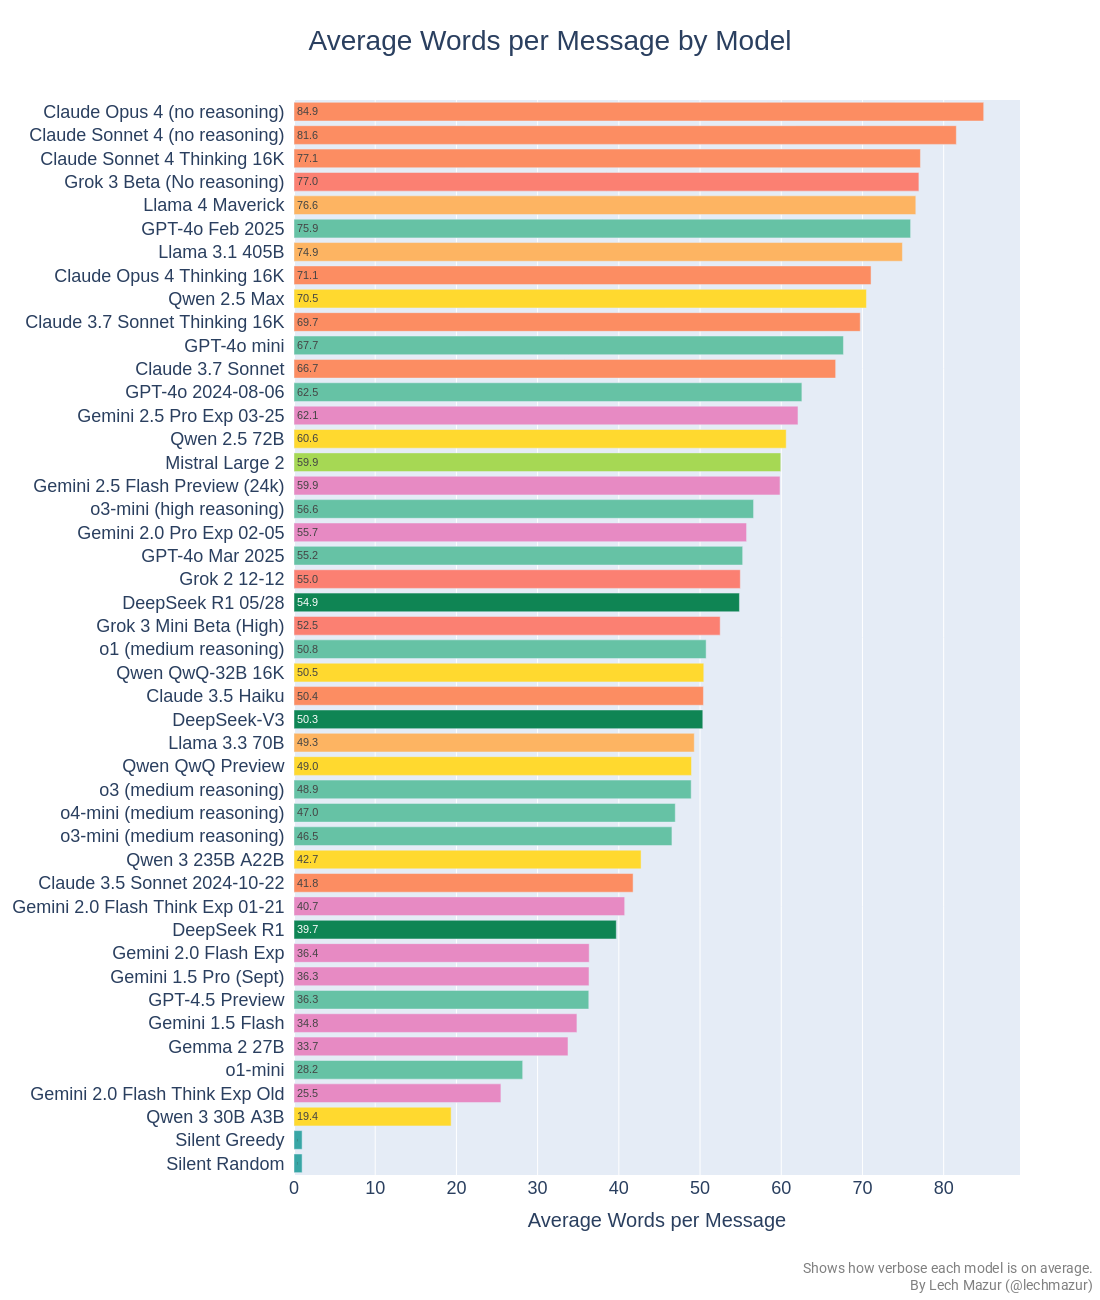 Average Words per Message by Model
Claude Opus 4 (no reasoning) 84.9
Claude Sonnet 4 (no reasoning) 81.6
Claude Sonnet 4 Thinking 16K 77.1
Grok 3 Beta (No reasoning) 77.0
Llama 4 Maverick 76.6
GPT-4o Feb 2025 75.9
Llama 3.1 405B 74.9
Claude Opus 4 Thinking 16K 71.1
Qwen 2.5 Max 70.5
Claude 3.7 Sonnet Thinking 16K 69.7
GPT-4o mini 67.7
Claude 3.7 Sonnet 66.7
GPT-4o 2024-08-06 62.5
Gemini 2.5 Pro Exp 03-25 62.1
Qwen 2.5 72B 60.6
Mistral Large 2 59.9
Gemini 2.5 Flash Preview (24k) 59.9
o3-mini (high reasoning) 56.6
Gemini 2.0 Pro Exp 02-05 55.7
GPT-4o Mar 2025 55.2
Grok 2 12-12 55.0
DeepSeek R1 05/28 54.9
Grok 3 Mini Beta (High) 52.5
o1 (medium reasoning) 50.8
Qwen QwQ-32B 16K 50.5
Claude 3.5 Haiku 50.4
DeepSeek-V3 50.3
Llama 3.3 70B 49.3
Qwen QwQ Preview 49.0
o3 (medium reasoning) 48.9
o4-mini (medium reasoning) 47.0
o3-mini (medium reasoning) 46.5
Qwen 3 235B A22B 42.7
Claude 3.5 Sonnet 2024-10-22 41.8
Gemini 2.0 Flash Think Exp 01-21 40.7
DeepSeek R1 39.7
Gemini 2.0 Flash Exp 36.4
Gemini 1.5 Pro (Sept) 36.3
GPT-4.5 Preview 36.3
Gemini 1.5 Flash 34.8
Gemma 2 27B 33.7
o1-mini 28.2
Gemini 2.0 Flash Think Exp Old 25.5
Qwen 3 30B A3B 19.4
Silent Greedy
Silent Random
0 10 20 30 40 50 60 70 80
Average Words per Message
Shows how verbose each model is on average.
By Lech Mazur (@lechmazur)